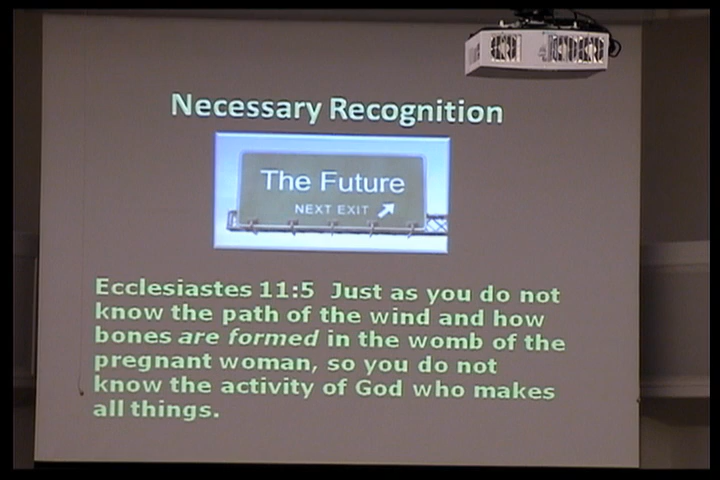 Necessary Recognition
The Future
NEXT EXIT
Ecclesiastes 11:5 Just as you do not
know the path of the wind and how
bones are formed in the womb of the
pregnant woman, so you do not
know the activity of God who makes
all things.